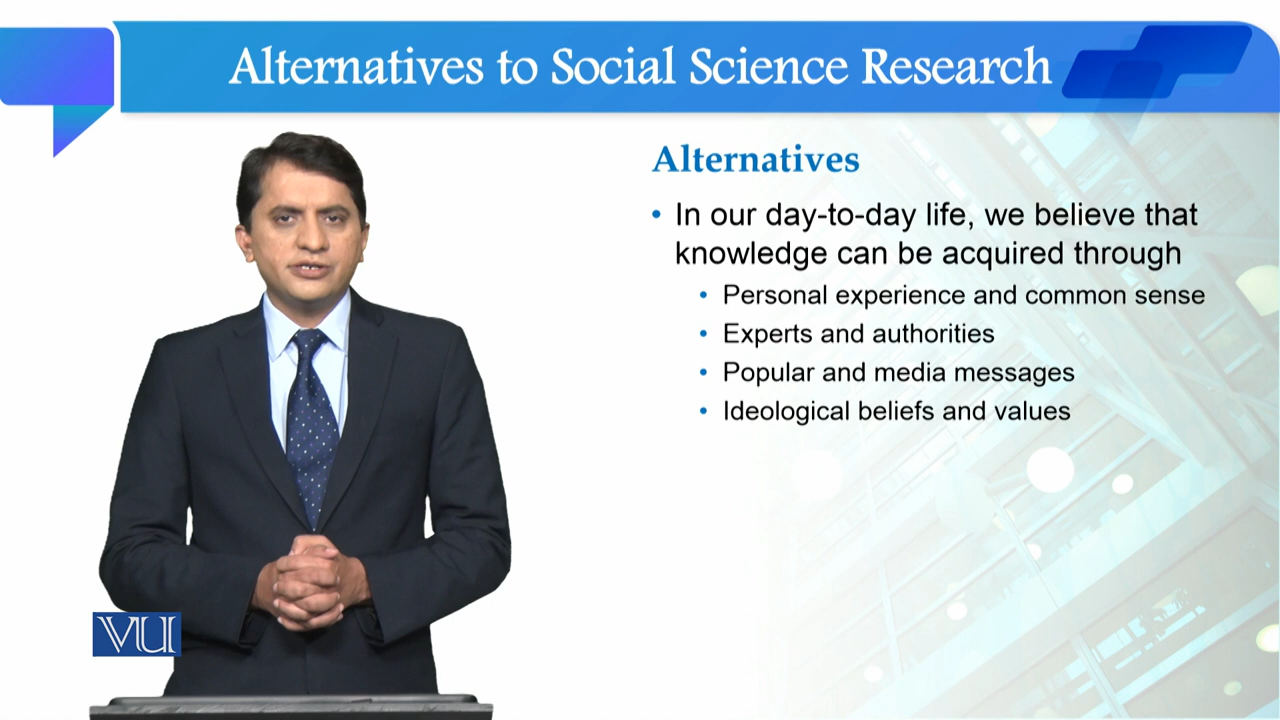 Alternatives to Social Science Research
Alternatives
• In our day-to-day life, we believe that
knowledge can be acquired through
• Personal experience and common sense
• Experts and authorities
• Popular and media messages
• Ideological beliefs and values
VU